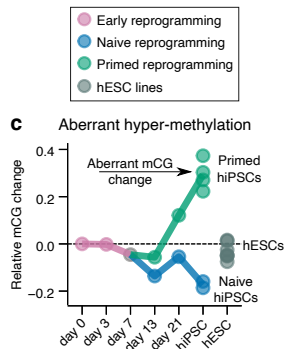 Early reprogramming
Naive reprogramming
Primed reprogramming
hESC lines
c Aberrant hyper-methylation
Relative mCG change
0.4
0.2
0.0
−0.2
Aberrant mCG
change
Primed
hiPSCs
hESCs
Naive
hiPSCs
day 0
day 3
day 7
day 13
day 21
hiPSC
hESC